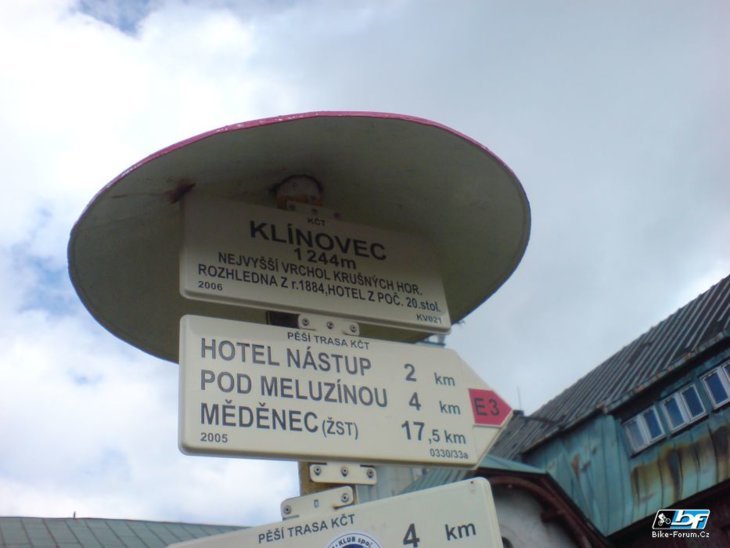 KČT
KLÍNOVEC
1244m
NEJVYŠŠÍ VRCHOL KRUŠNÝCH HOR.
ROZHLEDNA Z r.1884,HOTEL Z POČ. 20.stol.
2006 KV021
PĚŠÍ TRASA KČT
HOTEL NÁSTUP 2 km
POD MELUZÍNOU 4 km
E3
MĚDĚNEC (ŽST) 17,5 km
2005 0330/33a
PĚŠÍ TRASA KČT
4 km
bf
Bike-Forum.Cz